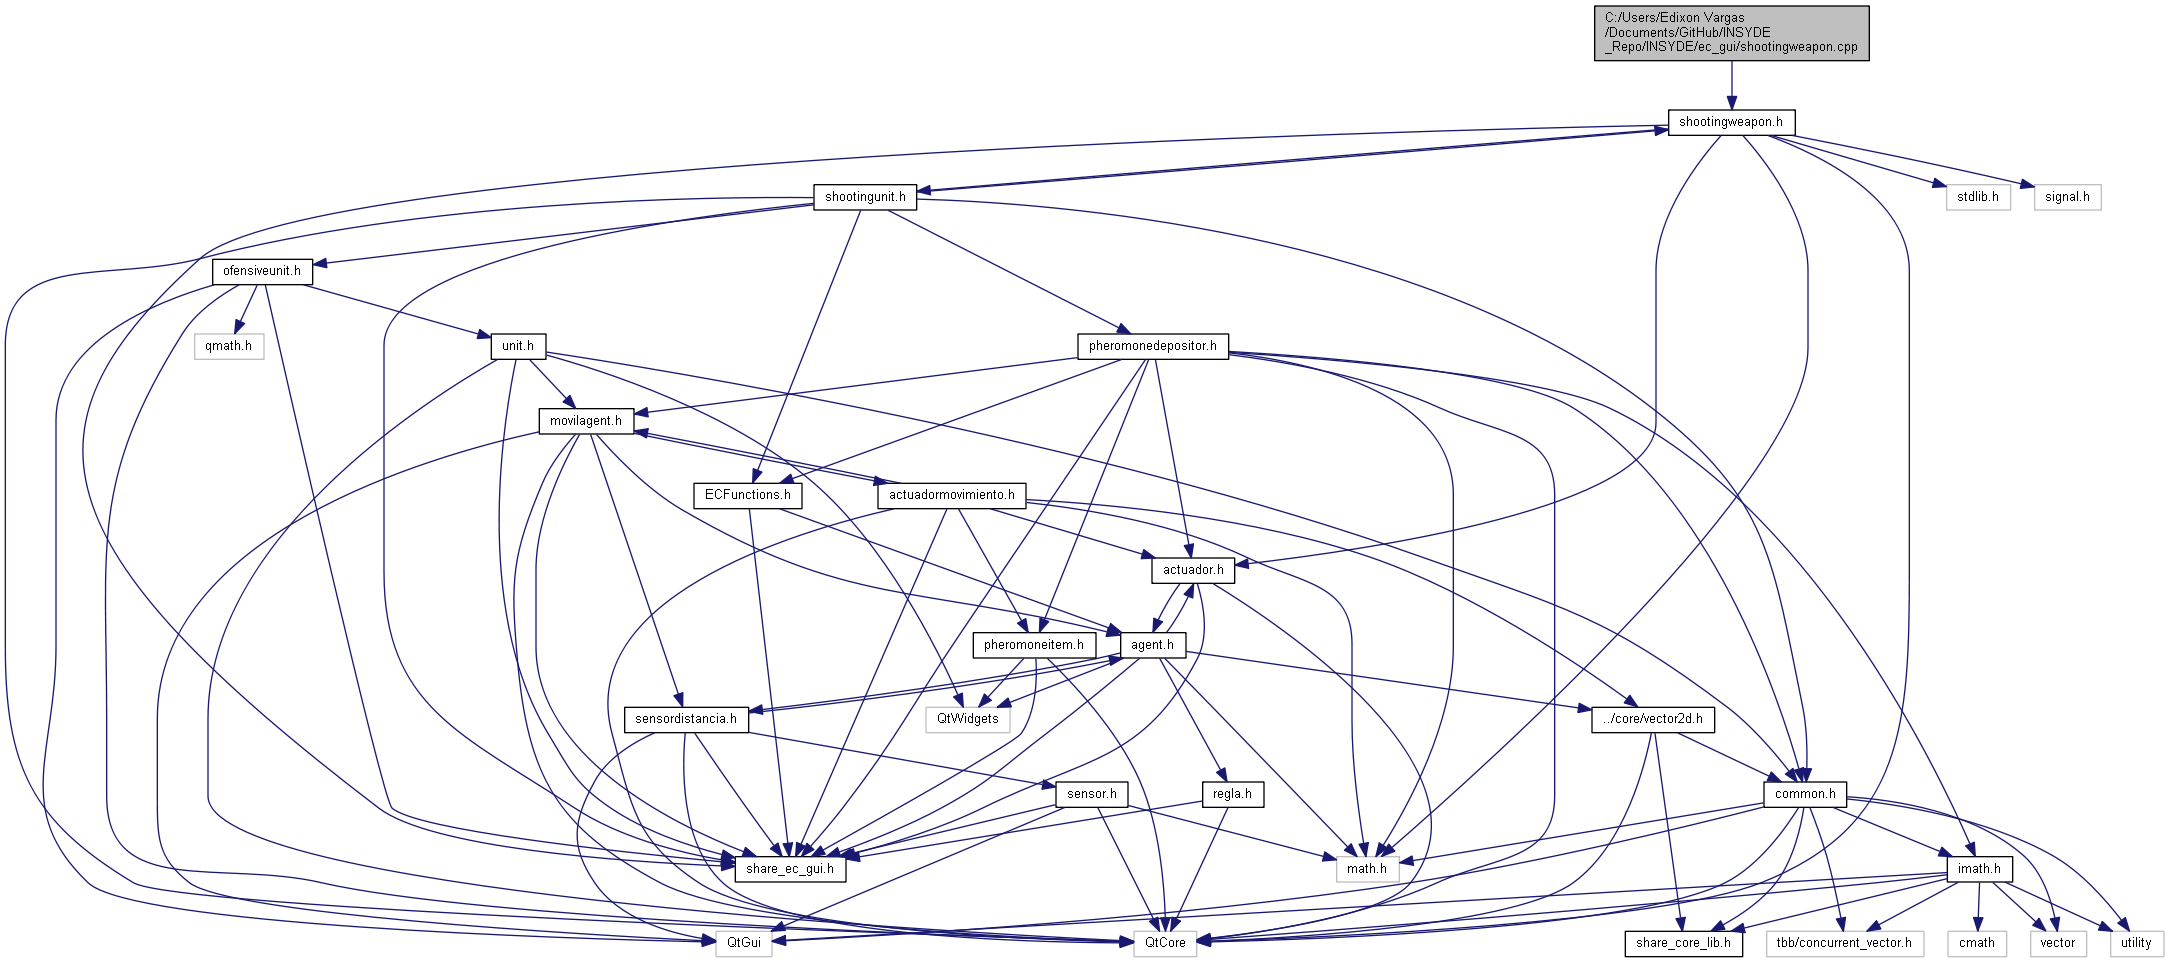 C:/Users/Edixon Vargas
/Documents/GitHub/INSYDE
_Repo/INSYDE/ec_gui/shootingweapon.cpp
shootingweapon.h
shootingunit.h
stdlib.h
signal.h
ofensiveunit.h
qmath.h
unit.h
pheromonedepositor.h
movilagent.h
ECFunctions.h
actuadormovimiento.h
actuador.h
pheromoneitem.h
agent.h
sensordistancia.h
QtWidgets
../core/vector2d.h
sensor.h
regla.h
common.h
share_ec_gui.h
math.h
imath.h
QtGui
QtCore
share_core_lib.h
tbb/concurrent_vector.h
cmath
vector
utility